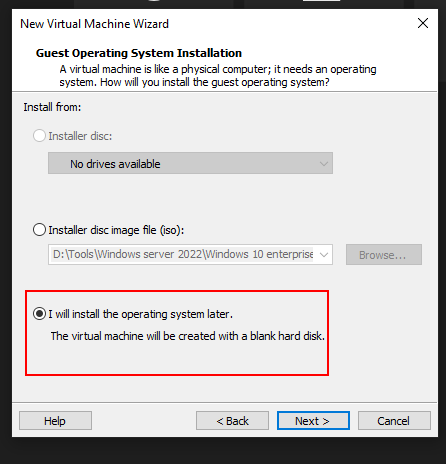 New Virtual Machine Wizard
Guest Operating System Installation
A virtual machine is like a physical computer; it needs an operating
system. How will you install the guest operating system?
Install from:
Installer disc:
No drives available
Installer disc image file (iso):
D:\Tools\Windows server 2022\Windows 10 enterprise
Browse...
I will install the operating system later.
The virtual machine will be created with a blank hard disk.
Help
< Back
Next >
Cancel